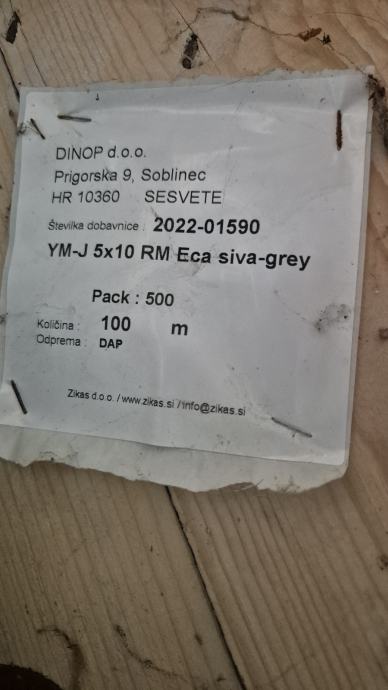 DINOP d.o.o.
Prigorska 9, Soblinec
HR 10360 SESVETE
Številka dobavnice : 2022-01590
YM-J 5x10 RM Eca siva-grey
Pack : 500
Količina : 100 m
Odprema : DAP
Zikas d.o.o. / www.zikas.si / info@zikas.si